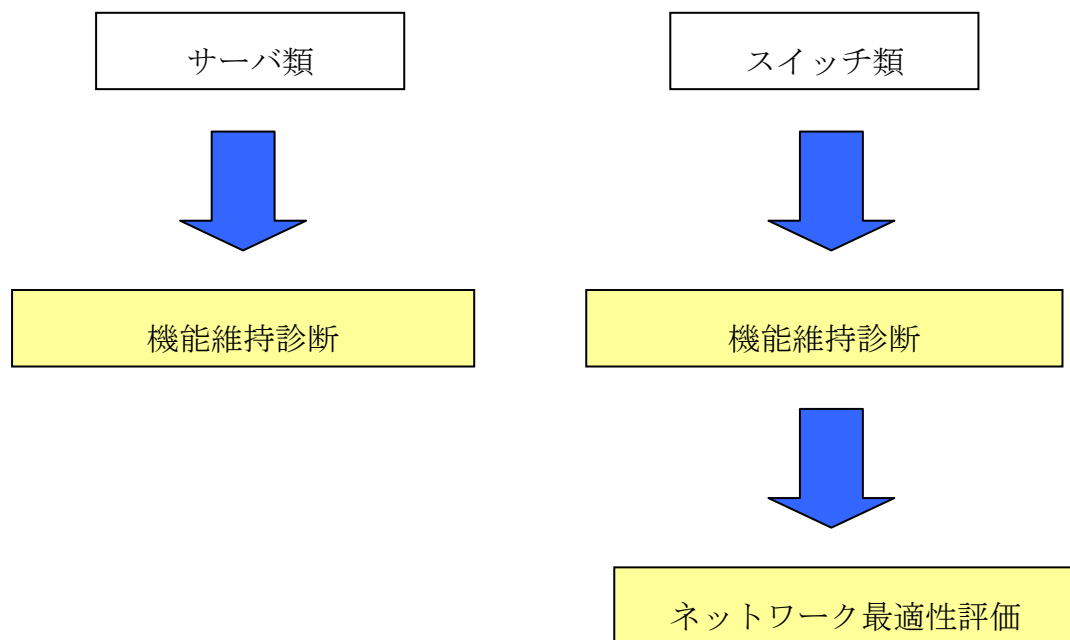 サーバ類
スイッチ類
機能維持診断
機能維持診断
ネットワーク最適性評価